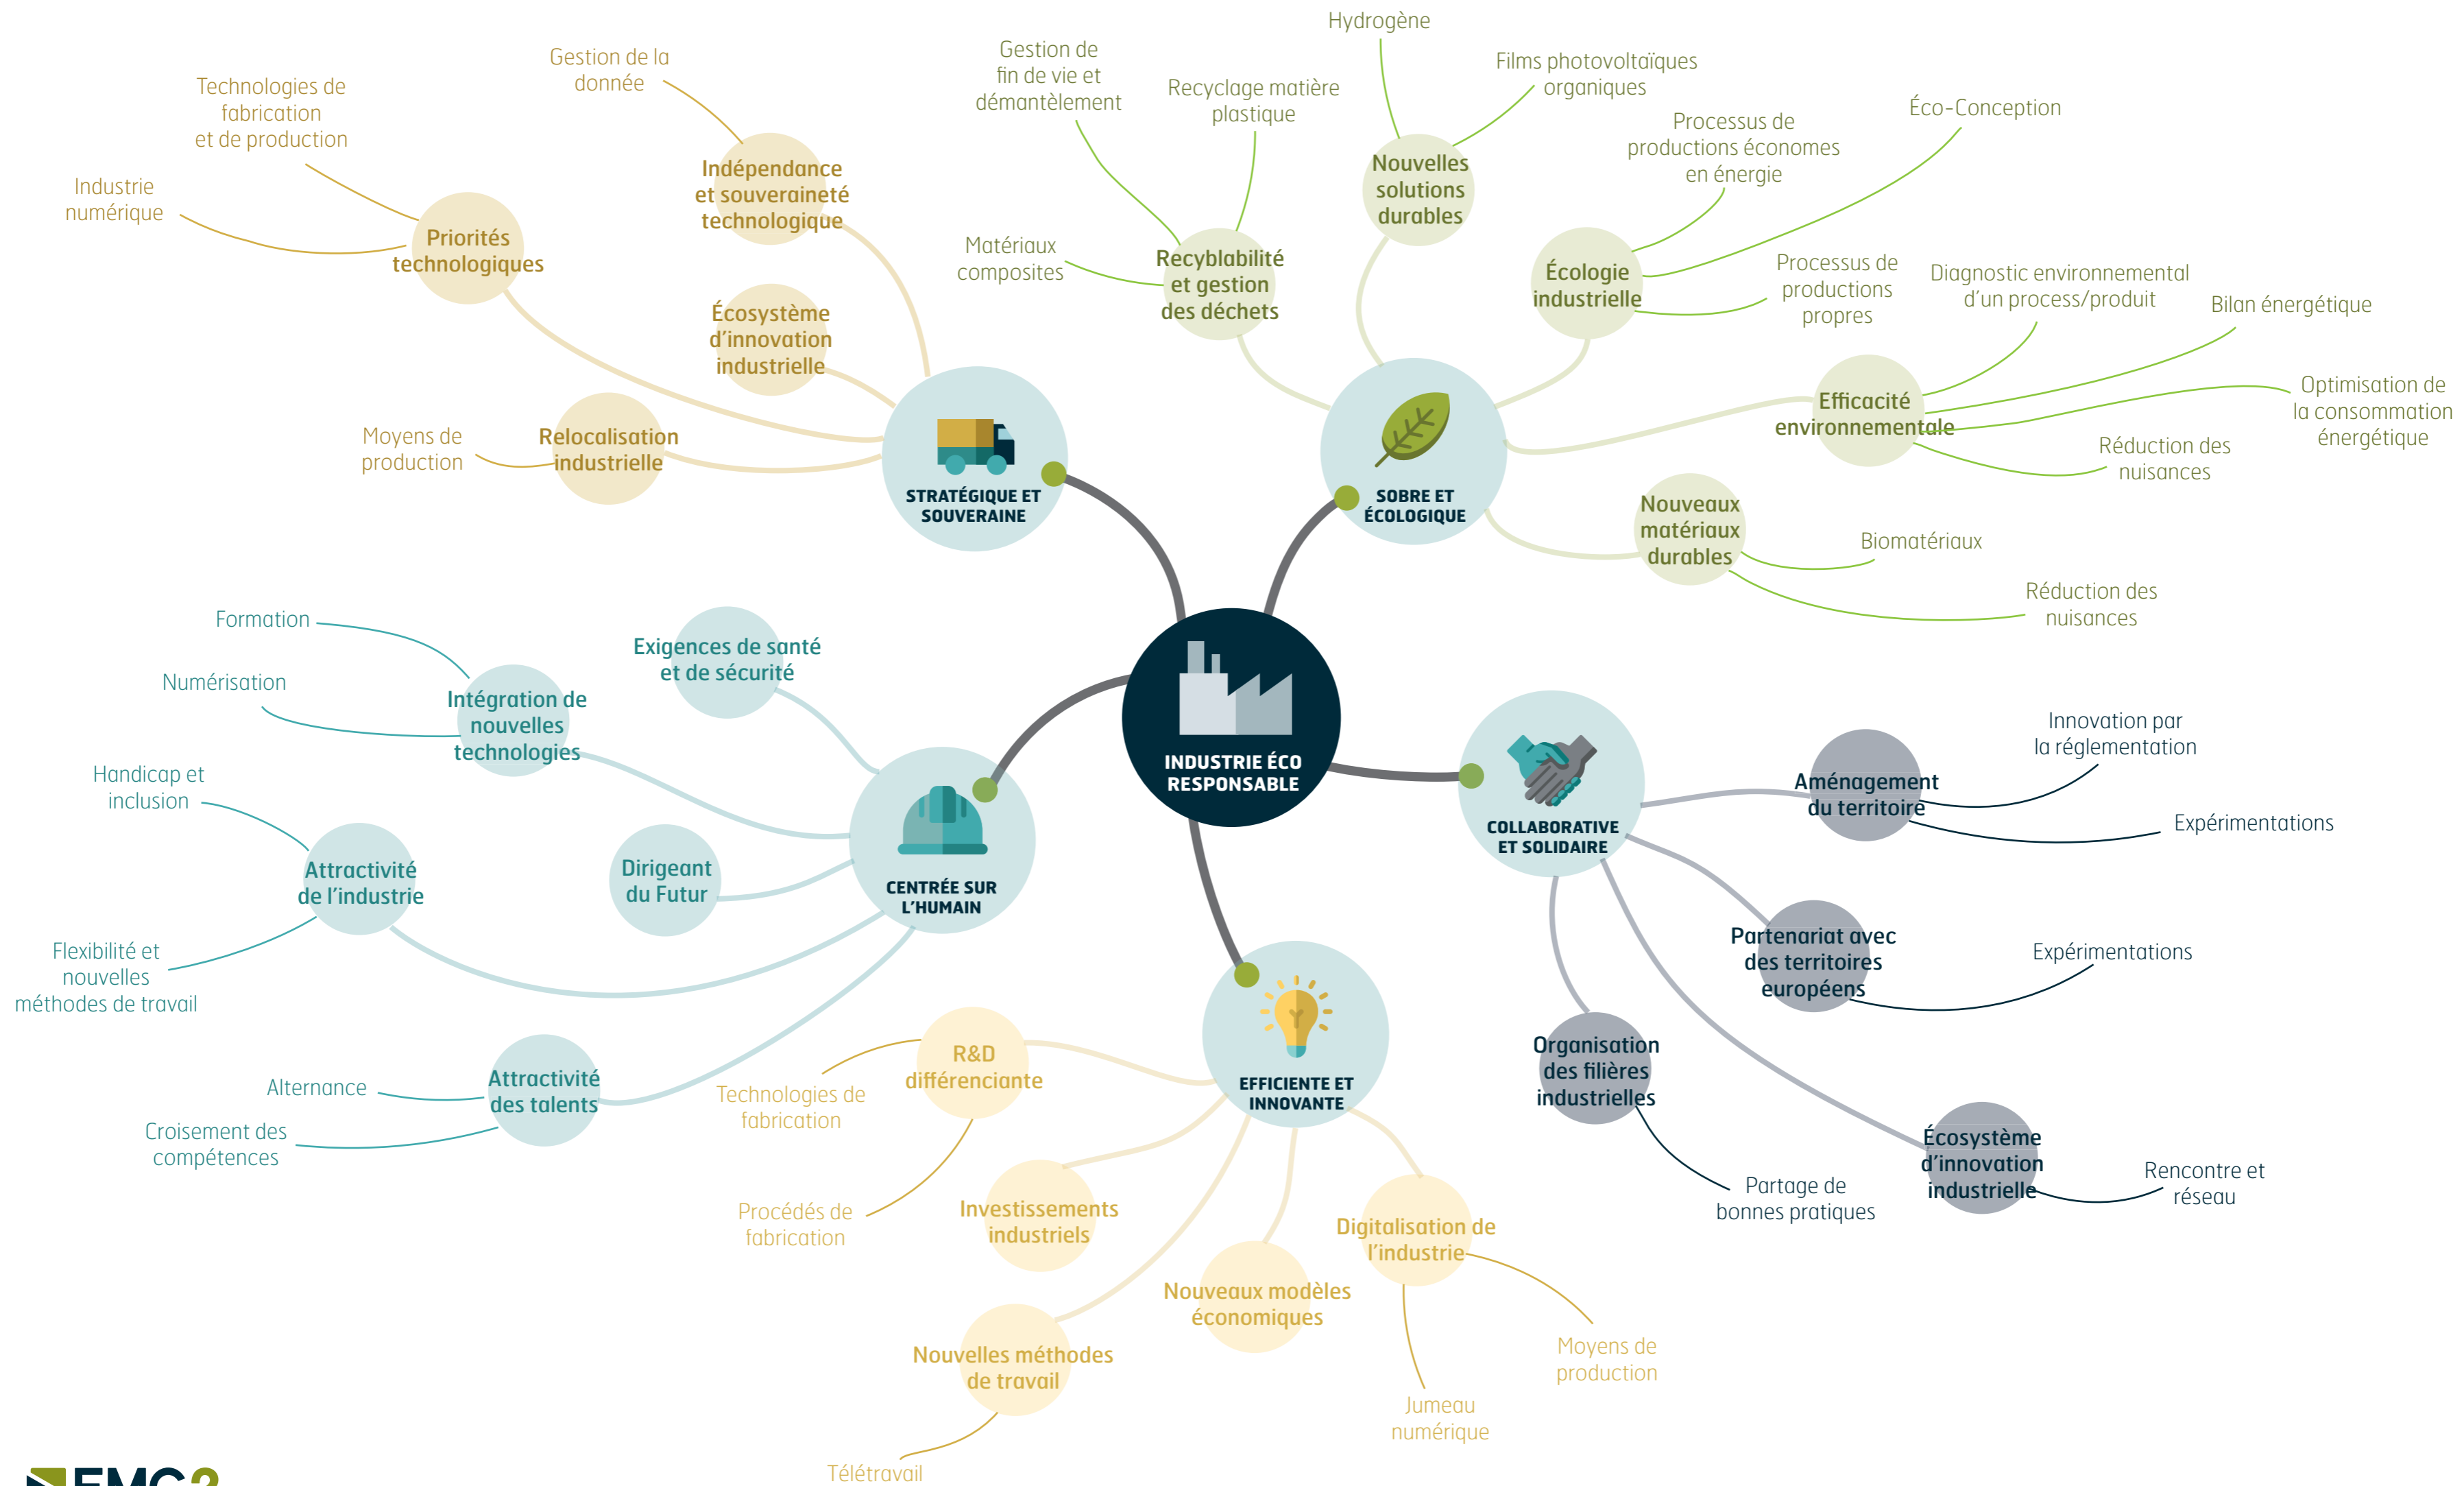 Gestion de la
donnée
Technologies de
fabrication
et de production
Industrie
numérique
Indépendance
et souveraineté
technologique
Priorités
technologiques
Écosystème
d'innovation
industrielle
Relocalisation
industrielle
Moyens de
production
STRATÉGIQUE ET
SOUVERAINE
Hydrogène
Gestion de
fin de vie et
démantèlement
Recyclage matière
plastique
Films photovoltaïques
organiques
Processus de
productions économes
en énergie
Éco-Conception
Nouvelles
solutions
durables
Matériaux
composites
Recyblabilité
et gestion
des déchets
Écologie
industrielle
Processus de
productions
propres
Diagnostic environnemental
d'un process/produit
Bilan énergétique
Efficacité
environnementale
Optimisation de
la consommation
énergétique
Réduction des
nuisances
SOBRE ET
ÉCOLOGIQUE
Nouveaux
matériaux
durables
Biomatériaux
Réduction des
nuisances
INDUSTRIE ÉCO
RESPONSABLE
Formation
Numérisation
Exigences de santé
et de sécurité
Intégration de
nouvelles
technologies
Handicap et
inclusion
Attractivité
de l'industrie
Dirigeant
du Futur
CENTRÉE SUR
L'HUMAIN
Flexibilité et
nouvelles
méthodes de travail
Alternance
Attractivité
des talents
Croisement des
compétences
COLLABORATIVE
ET SOLIDAIRE
Innovation par
la réglementation
Aménagement
du territoire
Expérimentations
Partenariat avec
des territoires
européens
Expérimentations
Organisation
des filières
industrielles
Partage de
bonnes pratiques
Écosystème
d'innovation
industrielle
Rencontre et
réseau
EFFICIENTE ET
INNOVANTE
R&D
différenciante
Technologies de
fabrication
Procédés de
fabrication
Investissements
industriels
Nouvelles méthodes
de travail
Télétravail
Nouveaux modèles
économiques
Digitalisation de
l'industrie
Moyens de
production
Jumeau
numérique
EMC2